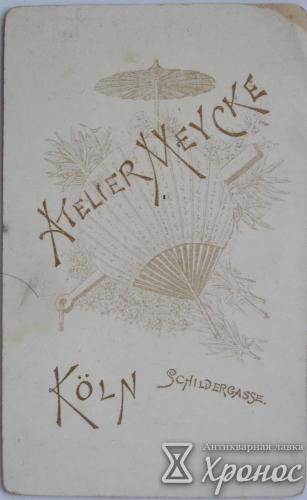 ATELIER MEYCKE
KÖLN SCHILDERGASSE.
Антикварная лавка
Хронос